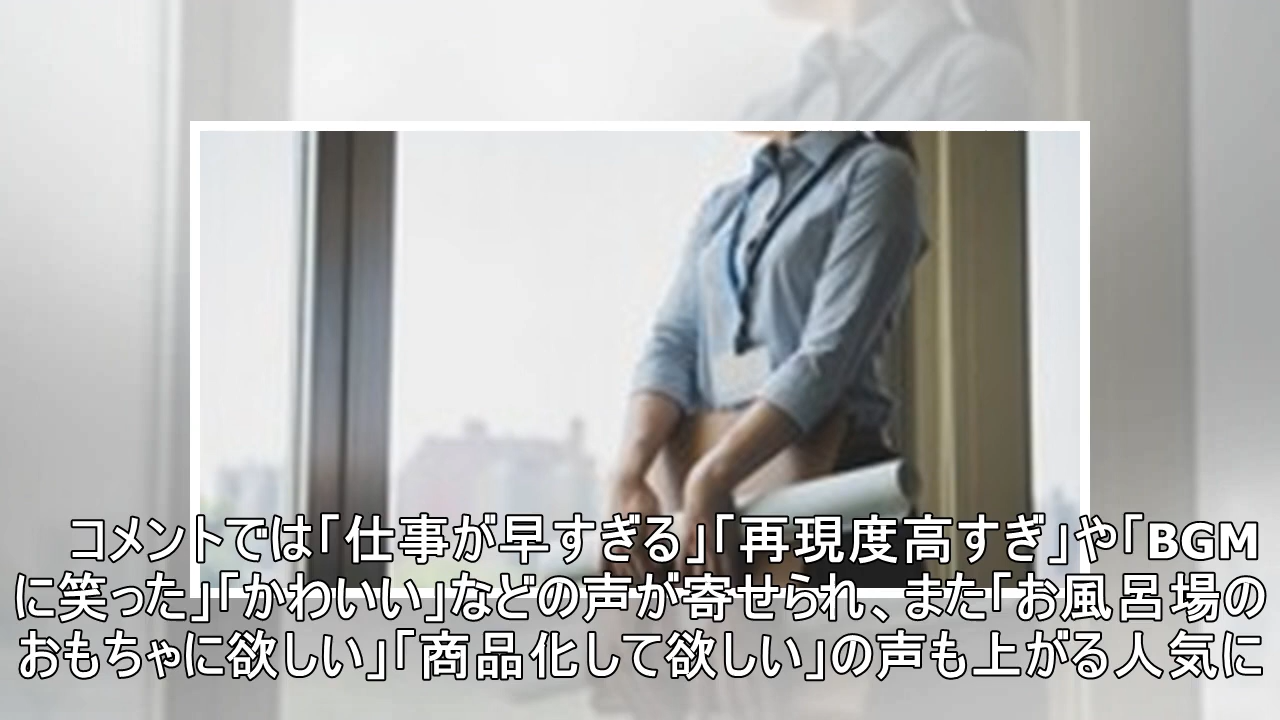 コメントでは「仕事が早すぎる」「再現度高すぎ」や「BGM
に笑った」「かわいい」などの声が寄せられ、また「お風呂場の
おもちゃに欲しい」「商品化して欲しい」の声も上がる人気に